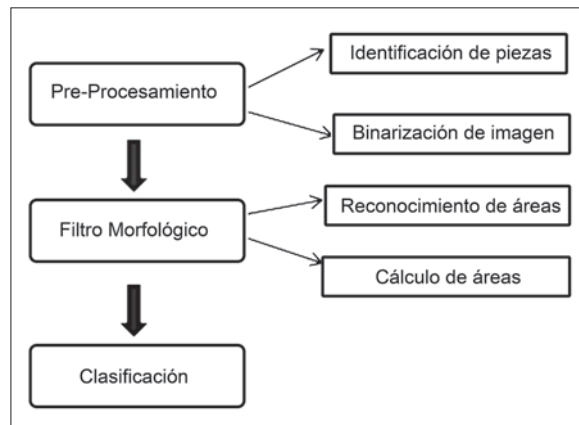 Pre-Procesamiento
Identificación de piezas
Binarización de imagen
Filtro Morfológico
Reconocimiento de áreas
Cálculo de áreas
Clasificación